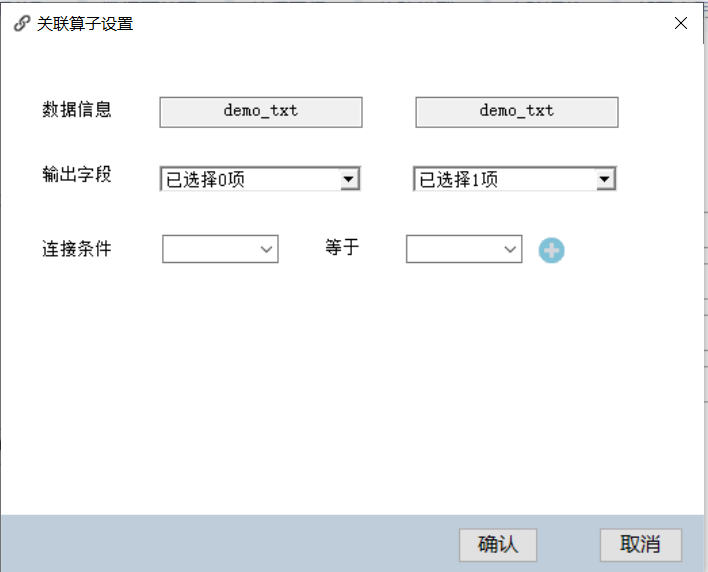 关联算子设置
数据信息 demo_txt demo_txt
输出字段 已选择0项 已选择1项
连接条件 等于
确认 取消